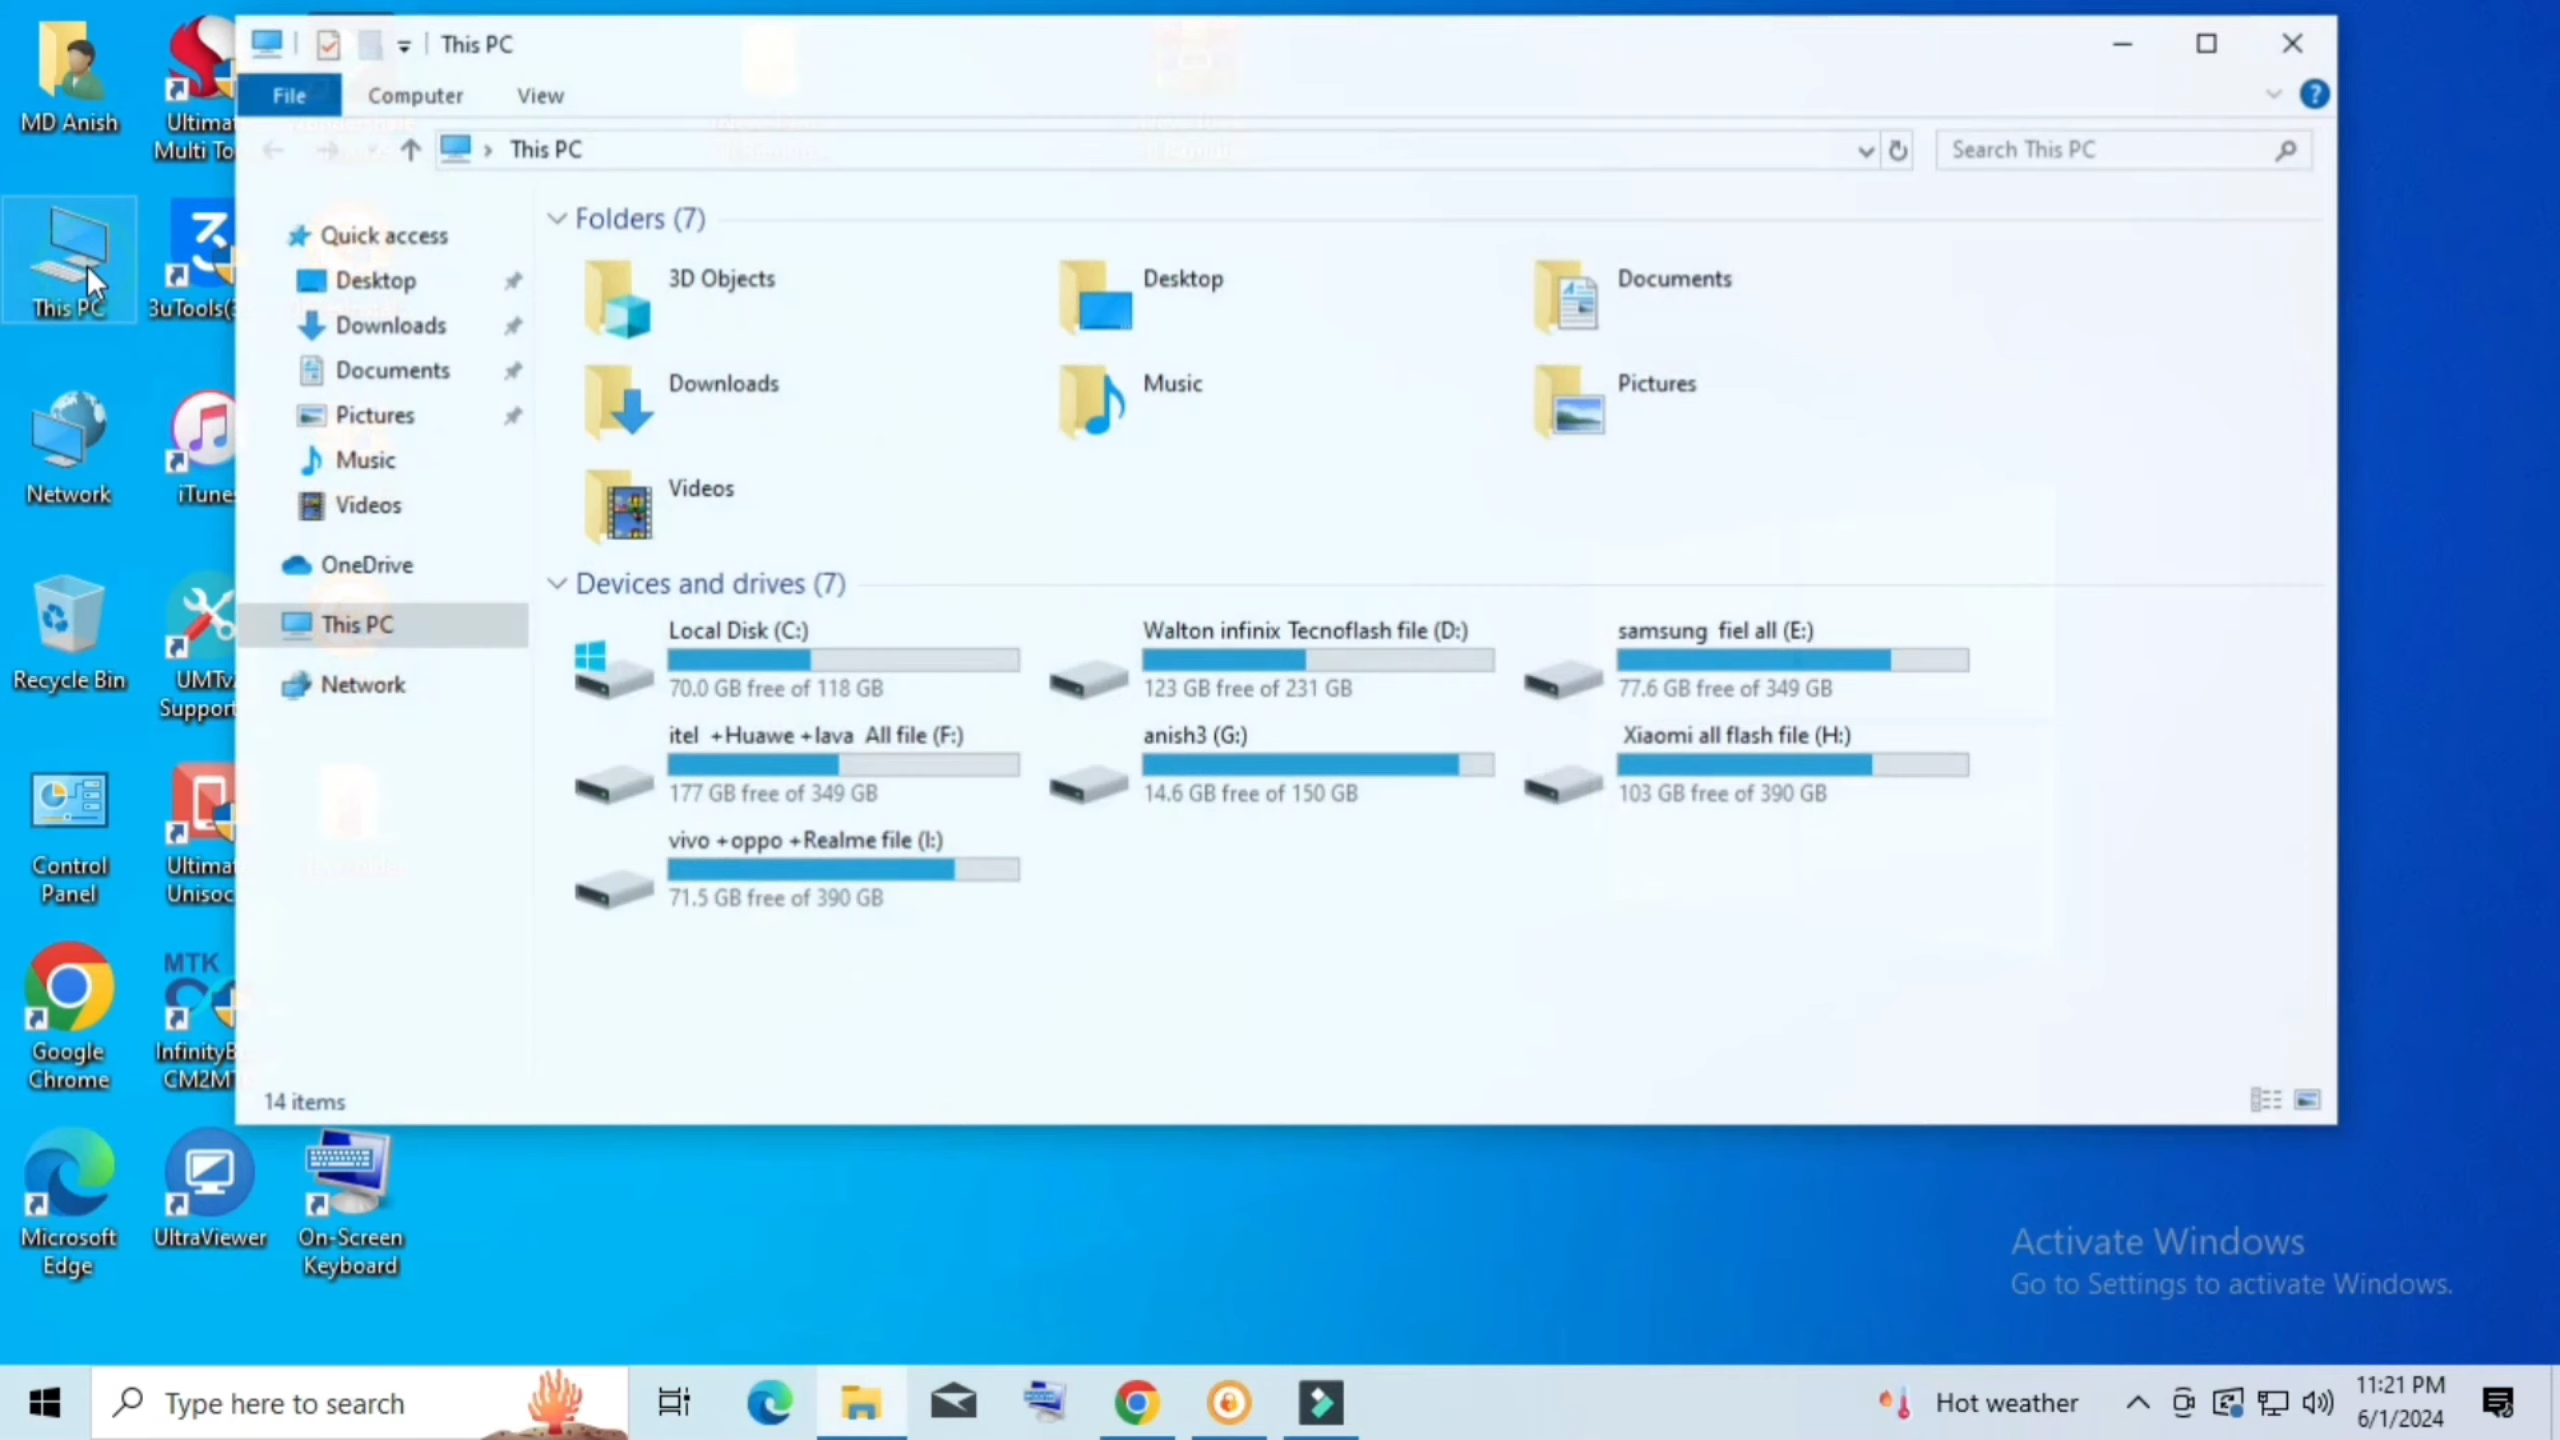 This PC
File Computer View
This PC
Search This PC
MD Anish
Ultima
Multi To
This PC
3uTools(3
Network
iTunes
Recycle Bin
UMTv
Support
Control
Panel
Ultima
Unisoc
Google
Chrome
MTK
InfinityB
CM2M
Microsoft
Edge
UltraViewer
On-Screen
Keyboard
Quick access
Desktop
Downloads
Documents
Pictures
Music
Videos
OneDrive
This PC
Network
Folders (7)
3D Objects
Desktop
Documents
Downloads
Music
Pictures
Videos
Devices and drives (7)
Local Disk (C:)
70.0 GB free of 118 GB
Walton infinix Tecnoflash file (D:)
123 GB free of 231 GB
samsung fiel all (E:)
77.6 GB free of 349 GB
itel +Huawe +lava All file (F:)
177 GB free of 349 GB
anish3 (G:)
14.6 GB free of 150 GB
Xiaomi all flash file (H:)
103 GB free of 390 GB
vivo +oppo +Realme file (I:)
71.5 GB free of 390 GB
14 items
Activate Windows
Go to Settings to activate Windows.
Type here to search
Hot weather
11:21 PM
6/1/2024